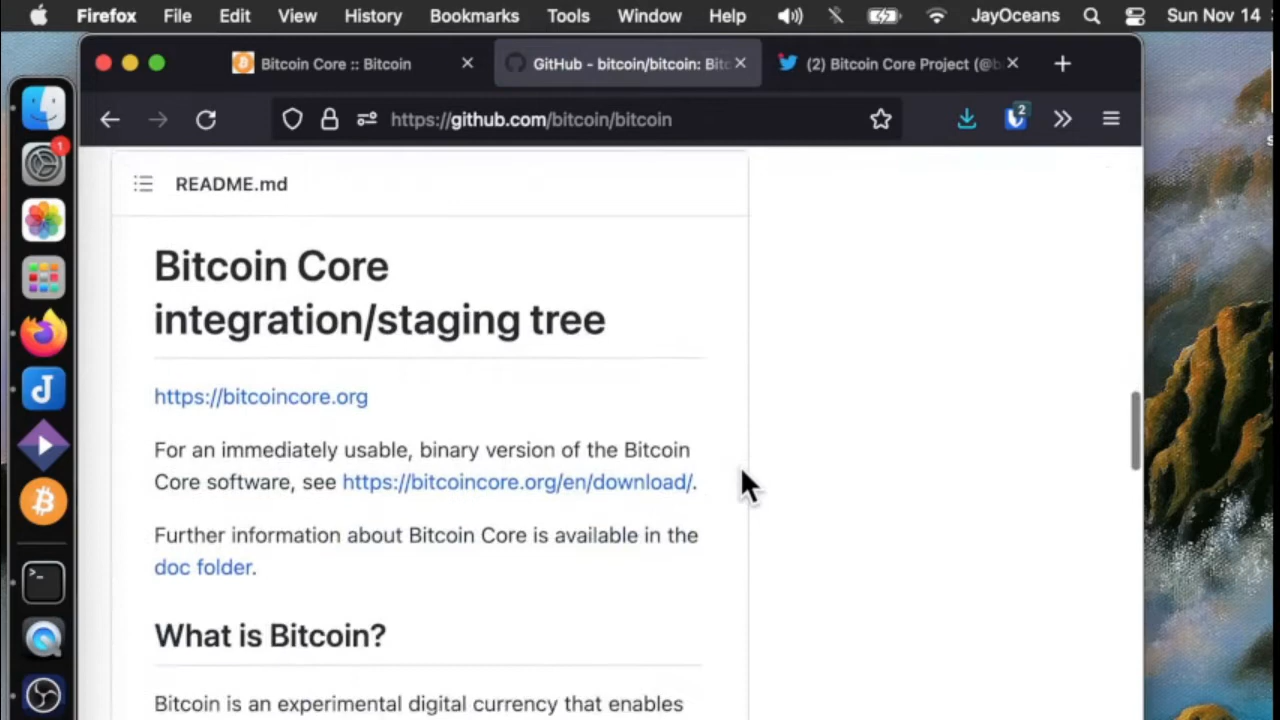 Firefox File Edit View History Bookmarks Tools Window Help JayOceans Sun Nov 14
1
Bitcoin Core :: Bitcoin
GitHub - bitcoin/bitcoin: Bitc
(2) Bitcoin Core Project (@b
https://github.com/bitcoin/bitcoin
2
README.md
Bitcoin Core
integration/staging tree
https://bitcoincore.org
For an immediately usable, binary version of the Bitcoin
Core software, see https://bitcoincore.org/en/download/.
Further information about Bitcoin Core is available in the
doc folder.
What is Bitcoin?
Bitcoin is an experimental digital currency that enables